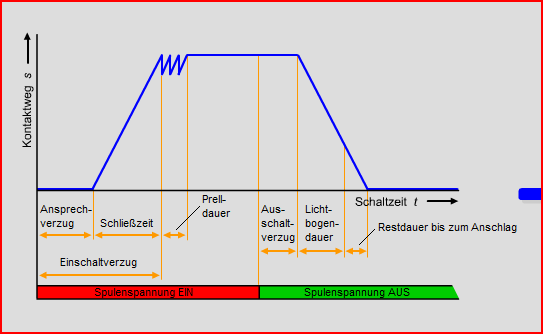 Kontaktweg s
Schaltzeit t
Ansprech-
verzug
Schließzeit
Prell-
dauer
Aus-
schalt-
verzug
Licht-
bogen-
dauer
Restdauer bis zum Anschlag
Einschaltverzug
Spulenspannung EIN
Spulenspannung AUS